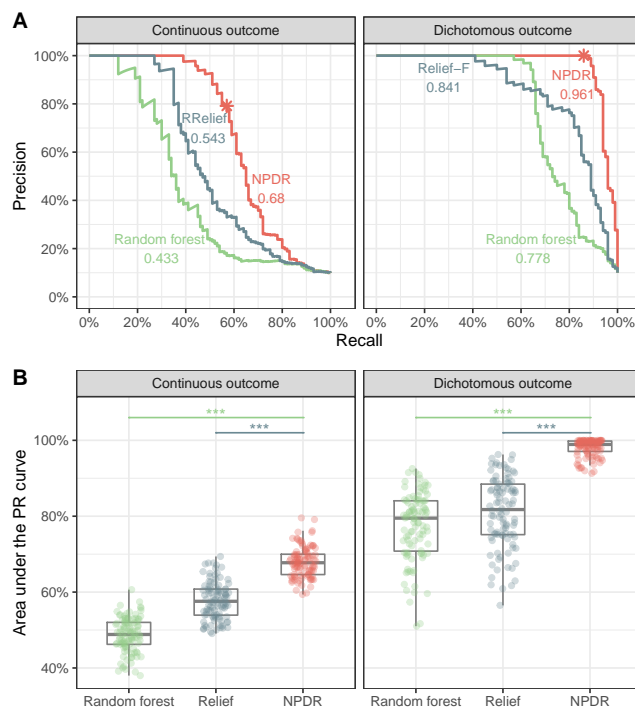 A
Continuous outcome
Dichotomous outcome
Precision
100%
80%
60%
40%
20%
0%
RRelief
0.543
NPDR
0.68
Random forest
0.433
Relief−F
0.841
NPDR
0.961
Random forest
0.778
0% 20% 40% 60% 80% 100%
0% 20% 40% 60% 80% 100%
Recall
B
Continuous outcome
Dichotomous outcome
Area under the PR curve
100%
80%
60%
40%
***
***
***
***
Random forest Relief NPDR
Random forest Relief NPDR